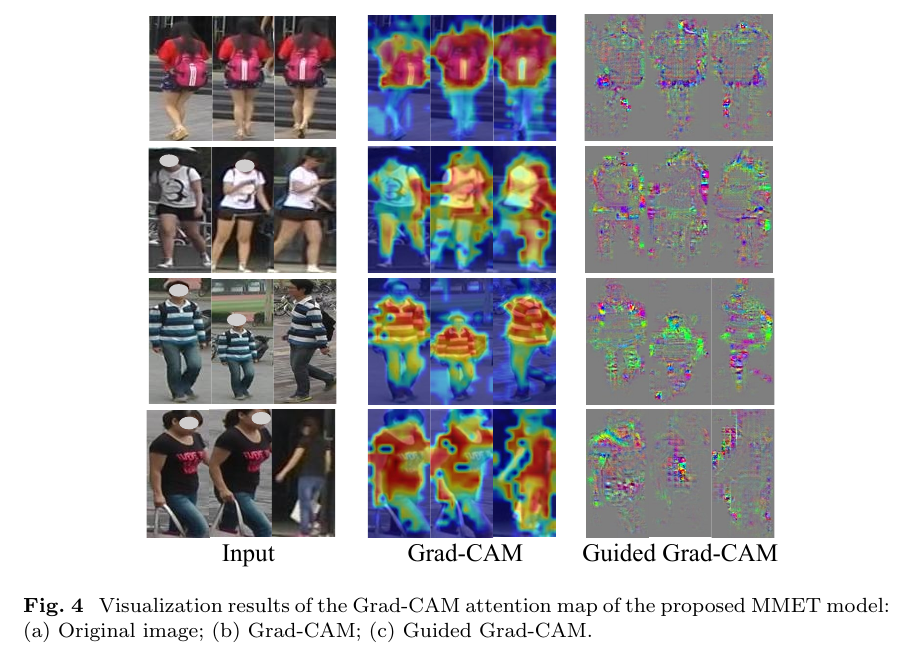 Input
Grad-CAM
Guided Grad-CAM
Fig. 4 Visualization results of the Grad-CAM attention map of the proposed MMET model:
(a) Original image; (b) Grad-CAM; (c) Guided Grad-CAM.